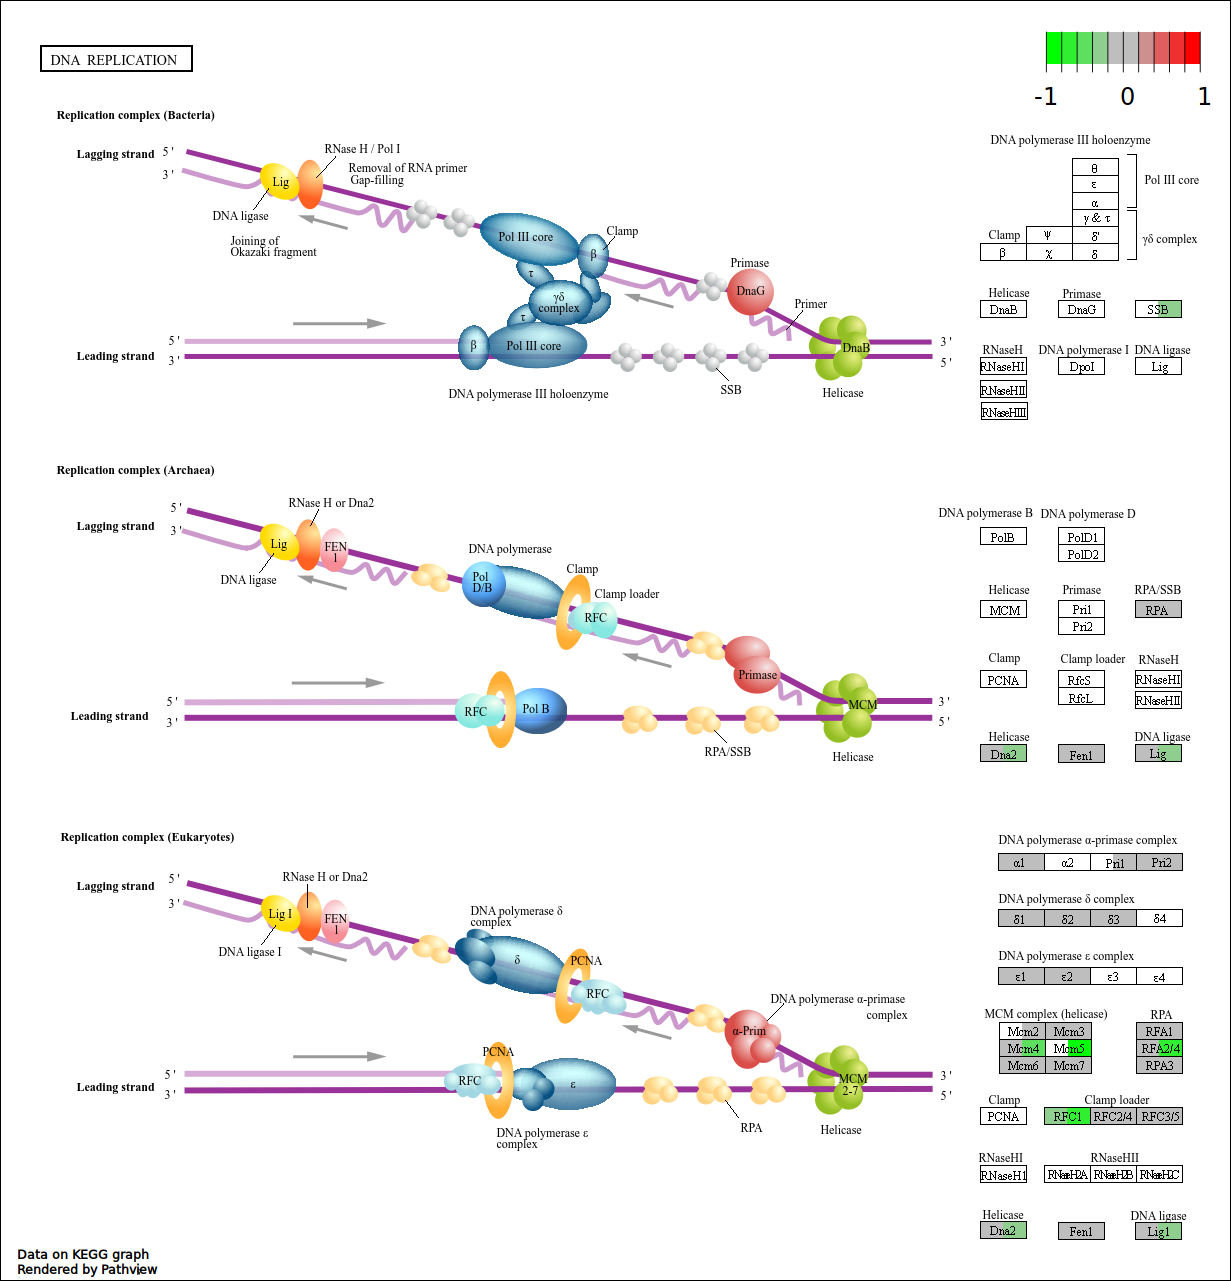 DNA REPLICATION
-1 0 1
Replication complex (Bacteria)
Lagging strand 5 '
3 '
RNase H / Pol I
Removal of RNA primer
Gap-filling
Lig
DNA ligase
Joining of
Okazaki fragment
Pol III core
Clamp
β
τ
γδ
complex
τ
Primase
DnaG
Primer
5 '
Leading strand 3 '
β
Pol III core
DnaB
3 '
5 '
SSB
Helicase
DNA polymerase III holoenzyme
DNA polymerase III holoenzyme
θ
ε
α
Pol III core
γ & τ
Clamp ψ δ'
β χ δ
γδ complex
Helicase Primase
DnaB DnaG SSB
RNaseH DNA polymerase I DNA ligase
RNaseHI DpoI Lig
RNaseHII
RNaseHIII
Replication complex (Archaea)
Lagging strand 5 '
3 '
RNase H or Dna2
Lig
FEN
1
DNA ligase
DNA polymerase
Pol
D/B
Clamp
Clamp loader
RFC
Primase
5 '
Leading strand 3 '
RFC
Pol B
MCM
3 '
5 '
RPA/SSB
Helicase
DNA polymerase B DNA polymerase D
PolB PolD1
PolD2
Helicase Primase RPA/SSB
MCM Pri1 RPA
Pri2
Clamp Clamp loader RNaseH
PCNA RfcS RNaseHI
RfcL RNaseHII
Helicase DNA ligase
Dna2 Fen1 Lig
Replication complex (Eukaryotes)
Lagging strand 5 '
3 '
RNase H or Dna2
Lig I
FEN
1
DNA ligase I
DNA polymerase δ
complex
δ
PCNA
RFC
DNA polymerase α-primase
complex
α-Prim
5 '
Leading strand 3 '
PCNA
RFC
ε
MCM
2-7
3 '
5 '
RPA
Helicase
DNA polymerase ε
complex
DNA polymerase α-primase complex
α1 α2 Pri1 Pri2
DNA polymerase δ complex
δ1 δ2 δ3 δ4
DNA polymerase ε complex
ε1 ε2 ε3 ε4
MCM complex (helicase) RPA
Mcm2 Mcm3 RFA1
Mcm4 Mcm5 RFA2/4
Mcm6 Mcm7 RPA3
Clamp Clamp loader
PCNA RFC1 RFC2/4 RFC3/5
RNaseHI RNaseHII
RNaseH1 RNaseH2A RNaseH2B RNaseH2C
Helicase DNA ligase
Dna2 Fen1 Lig1
Data on KEGG graph
Rendered by Pathview